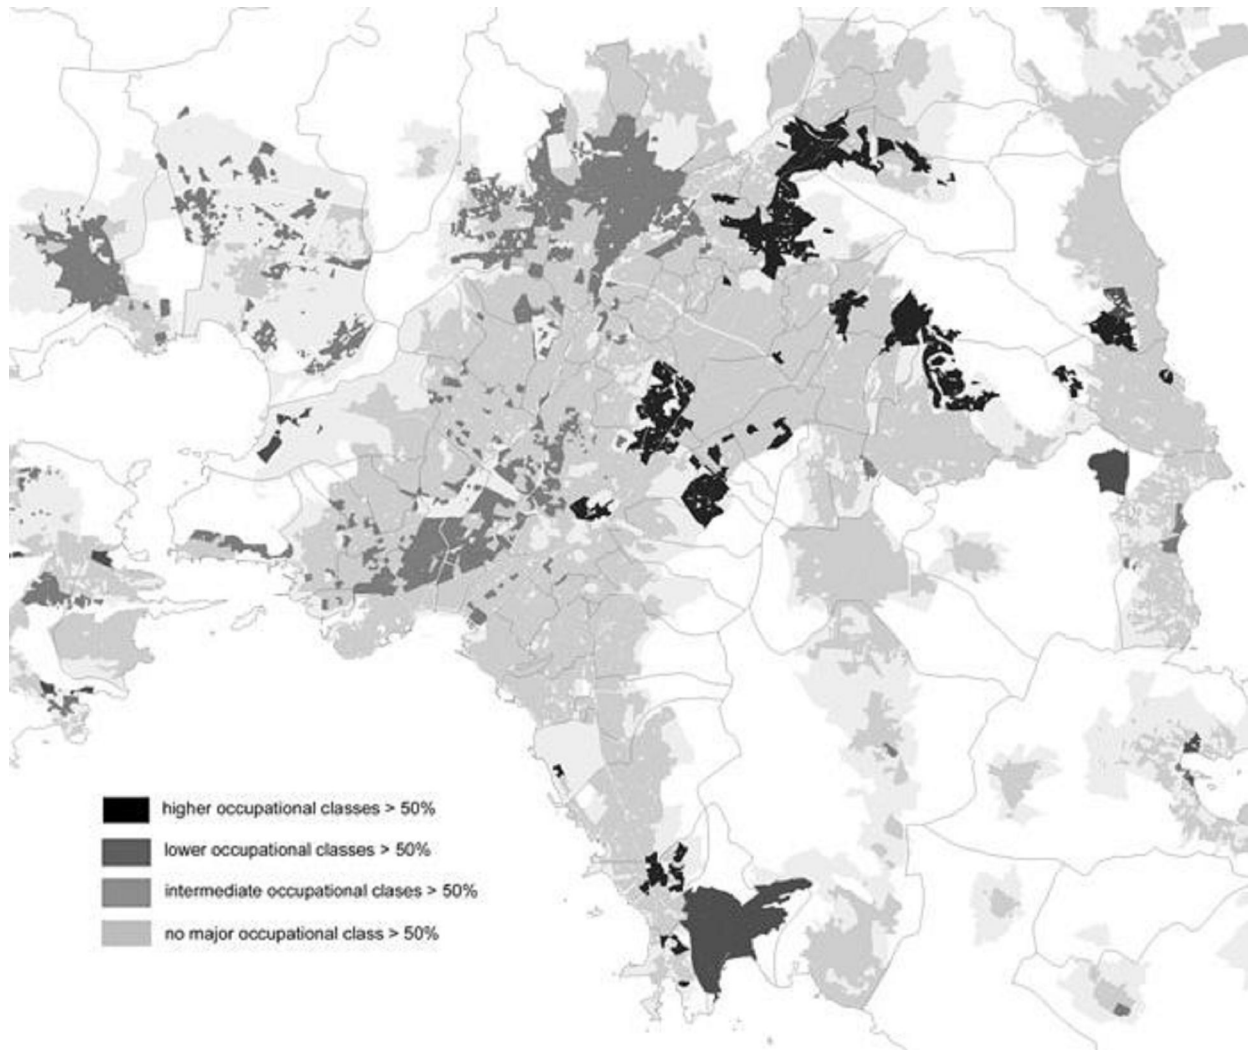 higher occupational classes > 50%
lower occupational classes > 50%
intermediate occupational clases > 50%
no major occupational class > 50%